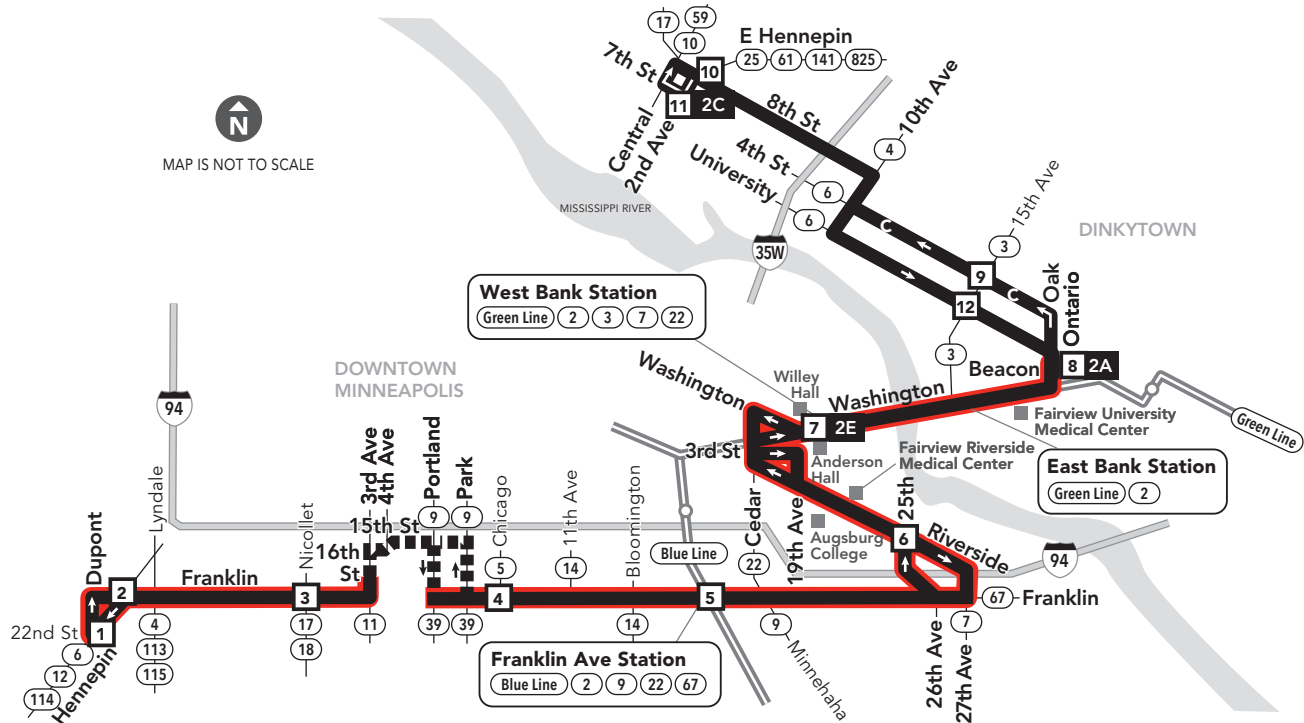 17
59
10
E Hennepin
25 61 141 825
7th St
10
11 2C
Central
2nd Ave
8th St
10th Ave
4
4th St
University
6
6
N
MAP IS NOT TO SCALE
MISSISSIPPI RIVER
35W
C
15th Ave
3
9
C
12
3
DINKYTOWN
Oak
Ontario
West Bank Station
Green Line 2 3 7 22
Beacon
8 2A
DOWNTOWN
MINNEAPOLIS
Washington
Willey
Hall
Washington
7 2E
Fairview University
Medical Center
Green Line
94
3rd St
Anderson
Hall
Fairview Riverside
Medical Center
East Bank Station
Green Line 2
Cedar
19th Ave
Augsburg
College
25th
6
Riverside
94
Dupont
Lyndale
Nicollet
3rd Ave
4th Ave
Portland
Park
9
9
15th St
16th
St
Chicago
5
11th Ave
14
Bloomington
Blue Line
22
2
Franklin
3
4
5
67 Franklin
22nd St
1
6
12
114
Hennepin
4
113
115
17
18
11
39
39
14
9
Minnehaha
26th Ave
27th Ave
7
Franklin Ave Station
Blue Line 2 9 22 67